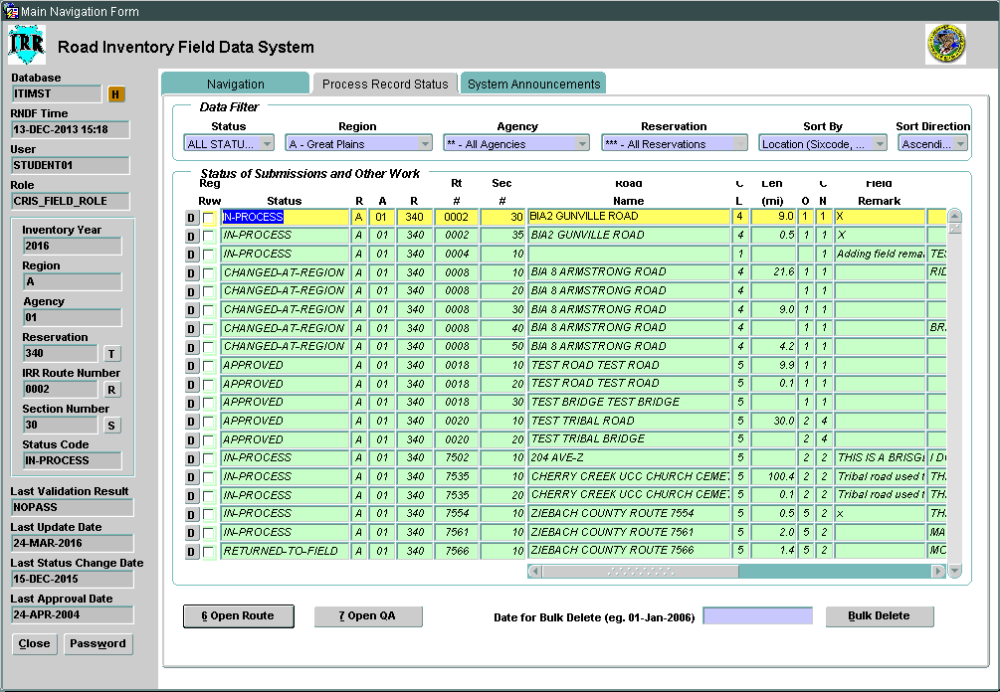 Main Navigation Form
IRR Road Inventory Field Data System
Database
ITIMST H
RNDF Time
13-DEC-2013 15:18
User
STUDENT01
Role
CRIS_FIELD_ROLE
Inventory Year
2016
Region
A
Agency
01
Reservation
340 T
IRR Route Number
0002 R
Section Number
30 S
Status Code
IN-PROCESS
Last Validation Result
NOPASS
Last Update Date
24-MAR-2016
Last Status Change Date
15-DEC-2015
Last Approval Date
24-APR-2004
Close Password
Navigation Process Record Status System Announcements
Data Filter
Status Region Agency Reservation Sort By Sort Direction
ALL STATU... A - Great Plains ** - All Agencies *** - All Reservations Location (Sixcode, ... Ascendi...
Status of Submissions and Other Work
Reg Rt Sec Road C Len C Field
Rvw Status R A R # # Name L (mi) O N Remark
D IN-PROCESS A 01 340 0002 30 BIA2 GUNVILLE ROAD 4 9.0 1 1 X
D IN-PROCESS A 01 340 0002 35 BIA2 GUNVILLE ROAD 4 0.5 1 1 X
D IN-PROCESS A 01 340 0004 10 1 1 Adding field remar TES
D CHANGED-AT-REGION A 01 340 0008 10 BIA 8 ARMSTRONG ROAD 4 21.6 1 1 RID
D CHANGED-AT-REGION A 01 340 0008 20 BIA 8 ARMSTRONG ROAD 4 1 1
D CHANGED-AT-REGION A 01 340 0008 30 BIA 8 ARMSTRONG ROAD 4 9.0 1 1
D CHANGED-AT-REGION A 01 340 0008 40 BIA 8 ARMSTRONG ROAD 4 1 1 BR
D CHANGED-AT-REGION A 01 340 0008 50 BIA 8 ARMSTRONG ROAD 4 4.2 1 1
D APPROVED A 01 340 0018 10 TEST ROAD TEST ROAD 5 9.9 1 1
D APPROVED A 01 340 0018 20 TEST ROAD TEST ROAD 5 0.1 1 1
D APPROVED A 01 340 0018 30 TEST BRIDGE TEST BRIDGE 5 1 1
D APPROVED A 01 340 0020 10 TEST TRIBAL ROAD 5 30.0 2 4
D APPROVED A 01 340 0020 20 TEST TRIBAL BRIDGE 5 2 4
D IN-PROCESS A 01 340 7502 10 204 AVE-Z 2 2 THIS IS A BRISG I D
D IN-PROCESS A 01 340 7535 10 CHERRY CREEK UCC CHURCH CEME 5 100.4 2 2 Tribal road used t TH
D IN-PROCESS A 01 340 7535 20 CHERRY CREEK UCC CHURCH CEME 5 0.1 2 2 Tribal road used t TH
D IN-PROCESS A 01 340 7554 10 ZIEBACH COUNTY ROUTE 7554 5 0.5 5 2 x TH
D IN-PROCESS A 01 340 7561 10 ZIEBACH COUNTY ROUTE 7561 5 2.0 5 2 MA
D RETURNED-TO-FIELD A 01 340 7566 10 ZIEBACH COUNTY ROUTE 7566 5 1.4 5 2 MC
6 Open Route 7 Open QA Date for Bulk Delete (eg. 01-Jan-2006) Bulk Delete